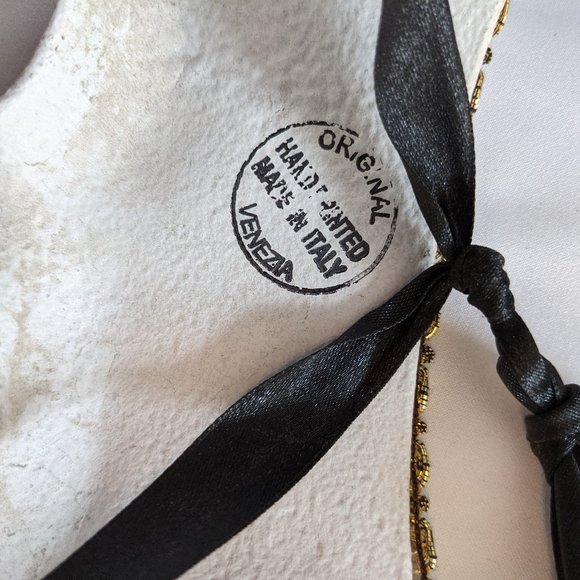 ORIGINAL
HAND PAINTED
MADE IN ITALY
VENEZIA